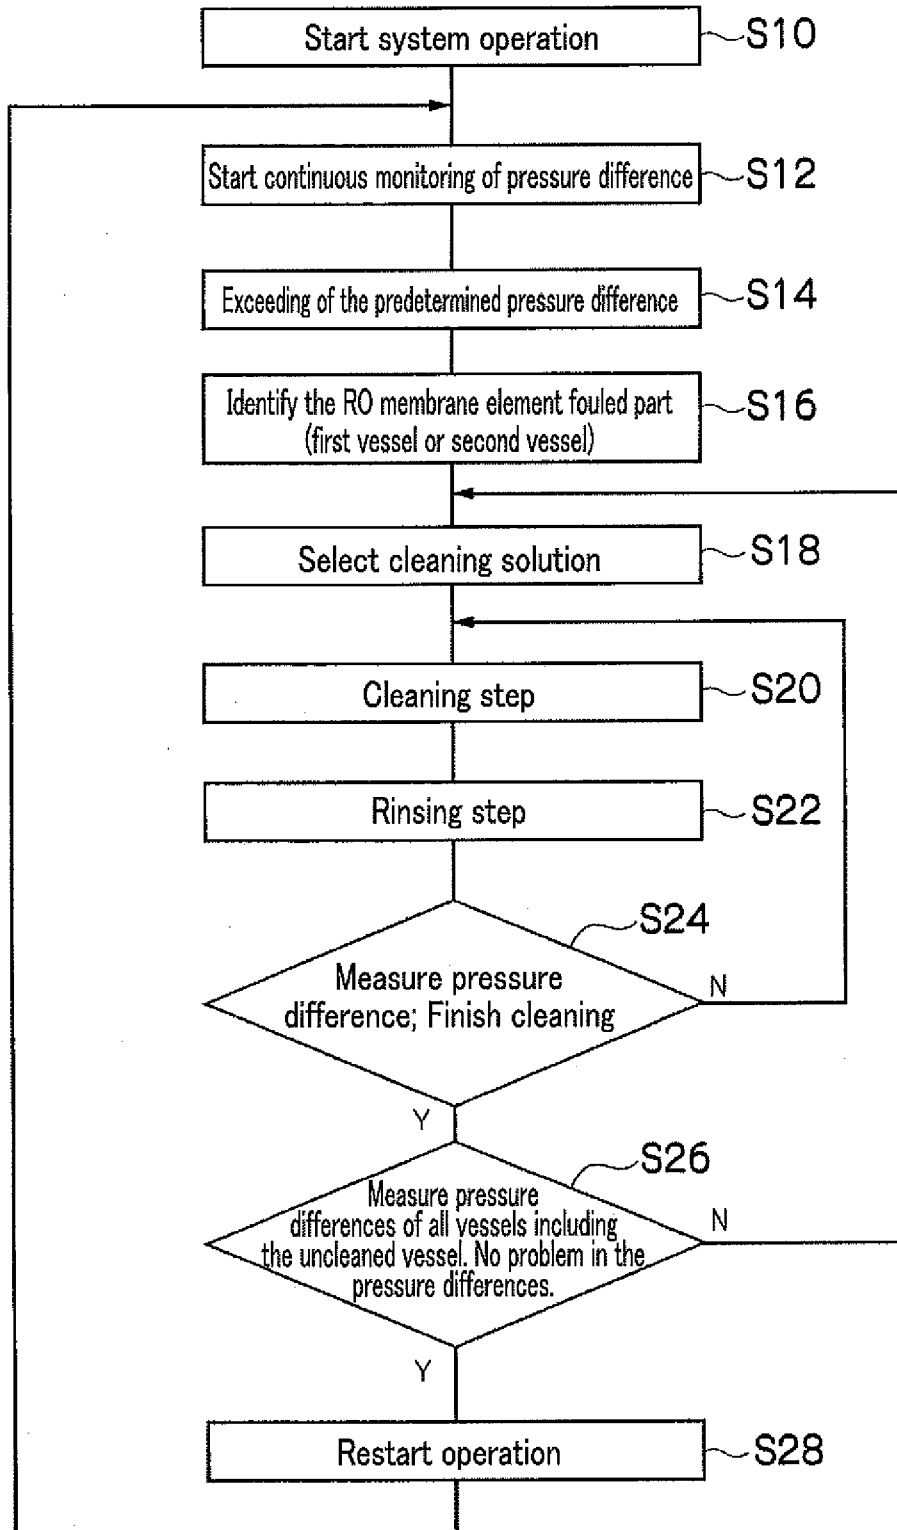 Start system operation
S10
Start continuous monitoring of pressure difference
S12
Exceeding of the predetermined pressure difference
S14
Identify the RO membrane element fouled part
(first vessel or second vessel)
S16
Select cleaning solution
S18
Cleaning step
S20
Rinsing step
S22
S24
Measure pressure
difference; Finish cleaning
N
Y
S26
Measure pressure
differences of all vessels including
the uncleaned vessel. No problem in the
pressure differences.
N
Y
Restart operation
S28